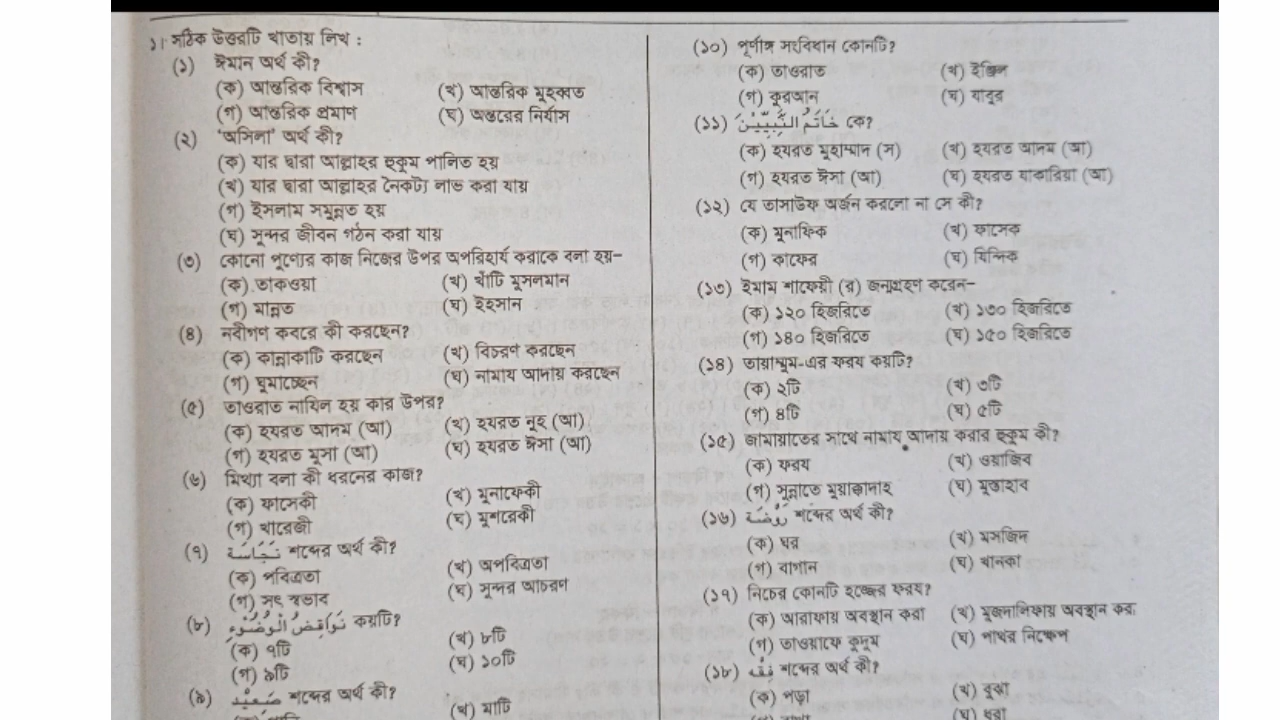 ১। সঠিক উত্তরটি খাতায় লিখ :
(১) ঈমান অর্থ কী?
(ক) আন্তরিক বিশ্বাস (খ) আন্তরিক মুহব্বত
(গ) আন্তরিক প্রমাণ (ঘ) অন্তরের নির্যাস
(২) 'অসিলা' অর্থ কী?
(ক) যার দ্বারা আল্লাহর হুকুম পালিত হয়
(খ) যার দ্বারা আল্লাহর নৈকট্য লাভ করা যায়
(গ) ইসলাম সমুন্নত হয়
(ঘ) সুন্দর জীবন গঠন করা যায়
(৩) কোনো পুণ্যের কাজ নিজের উপর অপরিহার্য করাকে বলা হয়–
(ক) তাকওয়া (খ) খাঁটি মুসলমান
(গ) মান্নত (ঘ) ইহসান
(৪) নবীগণ কবরে কী করছেন?
(ক) কান্নাকাটি করছেন (খ) বিচরণ করছেন
(গ) ঘুমাচ্ছেন (ঘ) নামায আদায় করছেন
(৫) তাওরাত নাযিল হয় কার উপর?
(ক) হযরত আদম (আ) (খ) হযরত নূহ (আ)
(গ) হযরত মুসা (আ) (ঘ) হযরত ঈসা (আ)
(৬) মিথ্যা বলা কী ধরনের কাজ?
(ক) ফাসেকী (খ) মুনাফেকী
(গ) খারেজী (ঘ) মুশরেকী
(৭) نَجَاسَة শব্দের অর্থ কী?
(ক) পবিত্রতা (খ) অপবিত্রতা
(গ) সৎ স্বভাব (ঘ) সুন্দর আচরণ
(৮) نَوَاقِضُ الْوُضُوْءِ কয়টি?
(ক) ৭টি (খ) ৮টি
(গ) ৯টি (ঘ) ১০টি
(৯) صَعِيْد শব্দের অর্থ কী?
(খ) মাটি
(১০) পূর্ণাঙ্গ সংবিধান কোনটি?
(ক) তাওরাত (খ) ইঞ্জিল
(গ) কুরআন (ঘ) যাবুর
(১১) خَاتَمُ النَّبِيِّيْنَ কে?
(ক) হযরত মুহাম্মাদ (স) (খ) হযরত আদম (আ)
(গ) হযরত ঈসা (আ) (ঘ) হযরত যাকারিয়া (আ)
(১২) যে তাসাউফ অর্জন করলো না সে কী?
(ক) মুনাফিক (খ) ফাসেক
(গ) কাফের (ঘ) যিন্দিক
(১৩) ইমাম শাফেয়ী (র) জন্মগ্রহণ করেন–
(ক) ১২০ হিজরিতে (খ) ১৩০ হিজরিতে
(গ) ১৪০ হিজরিতে (ঘ) ১৫০ হিজরিতে
(১৪) তায়াম্মুম-এর ফরয কয়টি?
(ক) ২টি (খ) ৩টি
(গ) ৪টি (ঘ) ৫টি
(১৫) জামায়াতের সাথে নামায আদায় করার হুকুম কী?
(ক) ফরয (খ) ওয়াজিব
(গ) সুন্নাতে মুয়াক্কাদাহ (ঘ) মুস্তাহাব
(১৬) رَوْضَة শব্দের অর্থ কী?
(ক) ঘর (খ) মসজিদ
(গ) বাগান (ঘ) খানকা
(১৭) নিচের কোনটি হজ্জের ফরয?
(ক) আরাফায় অবস্থান করা (খ) মুজদালিফায় অবস্থান করা
(গ) তাওয়াফে কুদুম (ঘ) পাথর নিক্ষেপ
(১৮) فِقْه শব্দের অর্থ কী?
(ক) পড়া (খ) বুঝা
(ঘ) ধরা